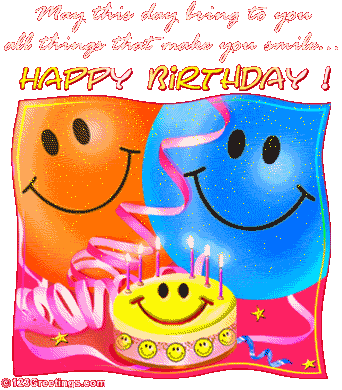 May this day bring to you
all things that make you smile...
HAPPY BIRTHDAY !
©123Greetings.com